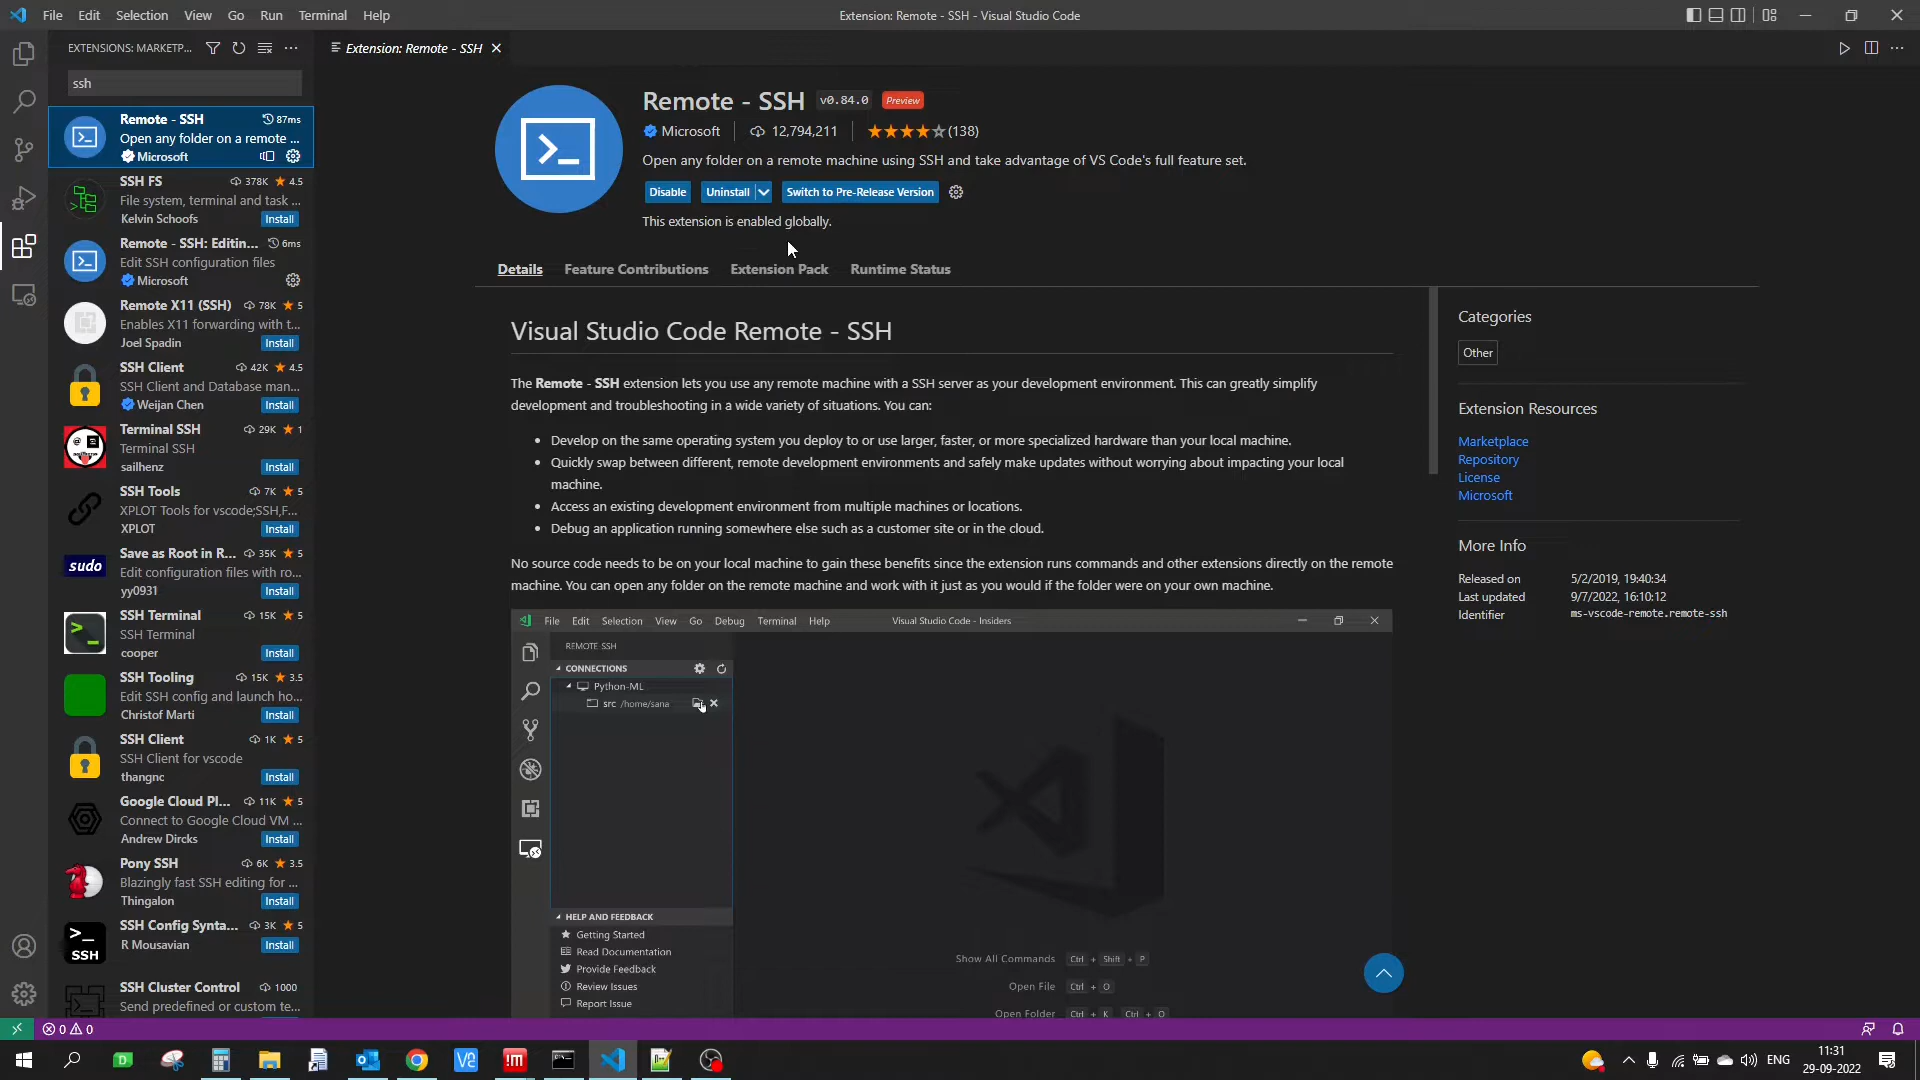 File Edit Selection View Go Run Terminal Help
Extension: Remote - SSH - Visual Studio Code
EXTENSIONS: MARKETP...
Extension: Remote - SSH
ssh
Remote - SSH 87ms
Open any folder on a remote ...
Microsoft
SSH FS 378K 4.5
File system, terminal and task ...
Kelvin Schoofs Install
Remote - SSH: Editin... 6ms
Edit SSH configuration files
Microsoft
Remote X11 (SSH) 78K 5
Enables X11 forwarding with t...
Joel Spadin Install
SSH Client 42K 4.5
SSH Client and Database man...
Weijan Chen Install
Terminal SSH 29K 1
Terminal SSH
sailhenz Install
SSH Tools 7K 5
XPLOT Tools for vscode;SSH,F...
XPLOT Install
sudo
Save as Root in R... 35K 5
Edit configuration files with ro...
yy0931 Install
SSH Terminal 15K 5
SSH Terminal
cooper Install
SSH Tooling 15K 3.5
Edit SSH config and launch ho...
Christof Marti Install
SSH Client 1K 5
SSH Client for vscode
thangnc Install
Google Cloud Pl... 11K 5
Connect to Google Cloud VM ...
Andrew Dircks Install
Pony SSH 6K 3.5
Blazingly fast SSH editing for ...
Thingalon Install
>_ SSH
SSH Config Synta... 3K 5
R Mousavian Install
SSH Cluster Control 1000
Send predefined or custom te...
Remote - SSH v0.84.0 Preview
Microsoft 12,794,211 (138)
Open any folder on a remote machine using SSH and take advantage of VS Code's full feature set.
Disable Uninstall Switch to Pre-Release Version
This extension is enabled globally.
Details Feature Contributions Extension Pack Runtime Status
Visual Studio Code Remote - SSH
The Remote - SSH extension lets you use any remote machine with a SSH server as your development environment. This can greatly simplify
development and troubleshooting in a wide variety of situations. You can:
• Develop on the same operating system you deploy to or use larger, faster, or more specialized hardware than your local machine.
• Quickly swap between different, remote development environments and safely make updates without worrying about impacting your local
machine.
• Access an existing development environment from multiple machines or locations.
• Debug an application running somewhere else such as a customer site or in the cloud.
No source code needs to be on your local machine to gain these benefits since the extension runs commands and other extensions directly on the remote
machine. You can open any folder on the remote machine and work with it just as you would if the folder were on your own machine.
File Edit Selection View Go Debug Terminal Help Visual Studio Code - Insiders
REMOTE SSH
CONNECTIONS
Python-ML
src /home/sana
HELP AND FEEDBACK
Getting Started
Read Documentation
Provide Feedback
Review Issues
Report Issue
Show All Commands Ctrl + Shift + P
Open File Ctrl + O
Open Folder Ctrl + K Ctrl + O
Categories
Other
Extension Resources
Marketplace
Repository
License
Microsoft
More Info
Released on 5/2/2019, 19:40:34
Last updated 9/7/2022, 16:10:12
Identifier ms-vscode-remote.remote-ssh
0 0
ENG
11:31
29-09-2022